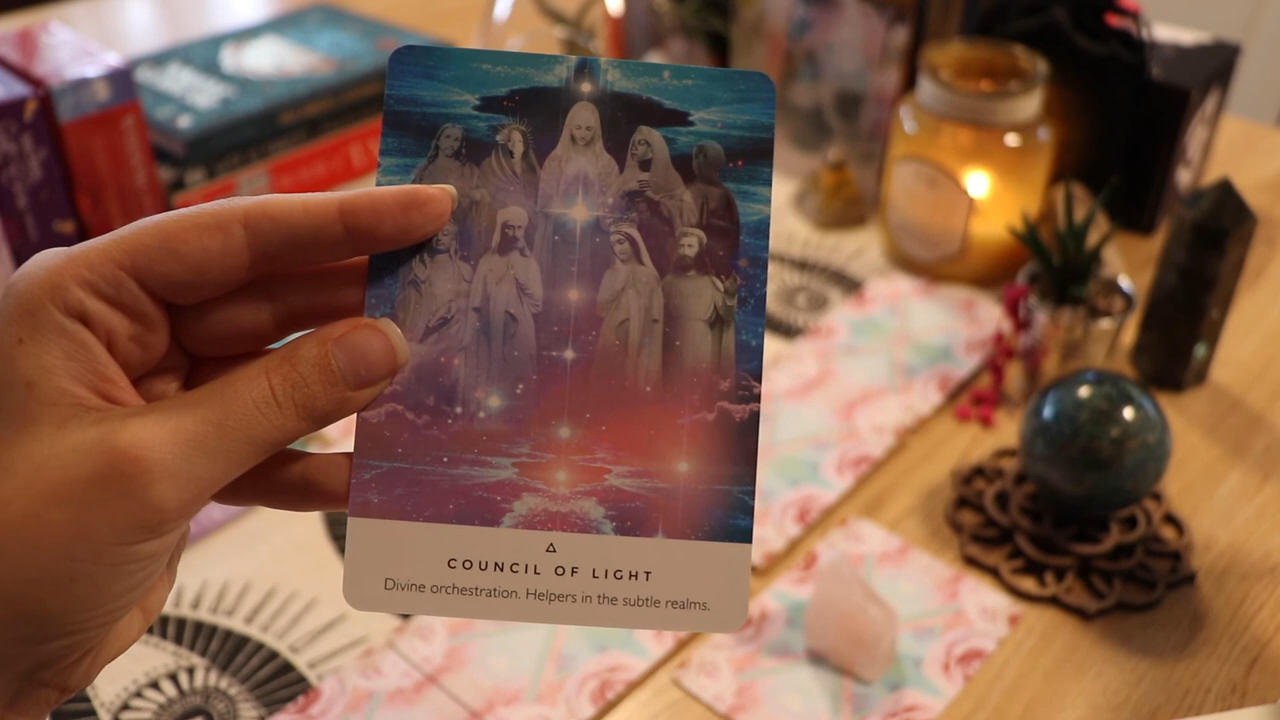 COUNCIL OF LIGHT
Divine orchestration. Helpers in the subtle realms.